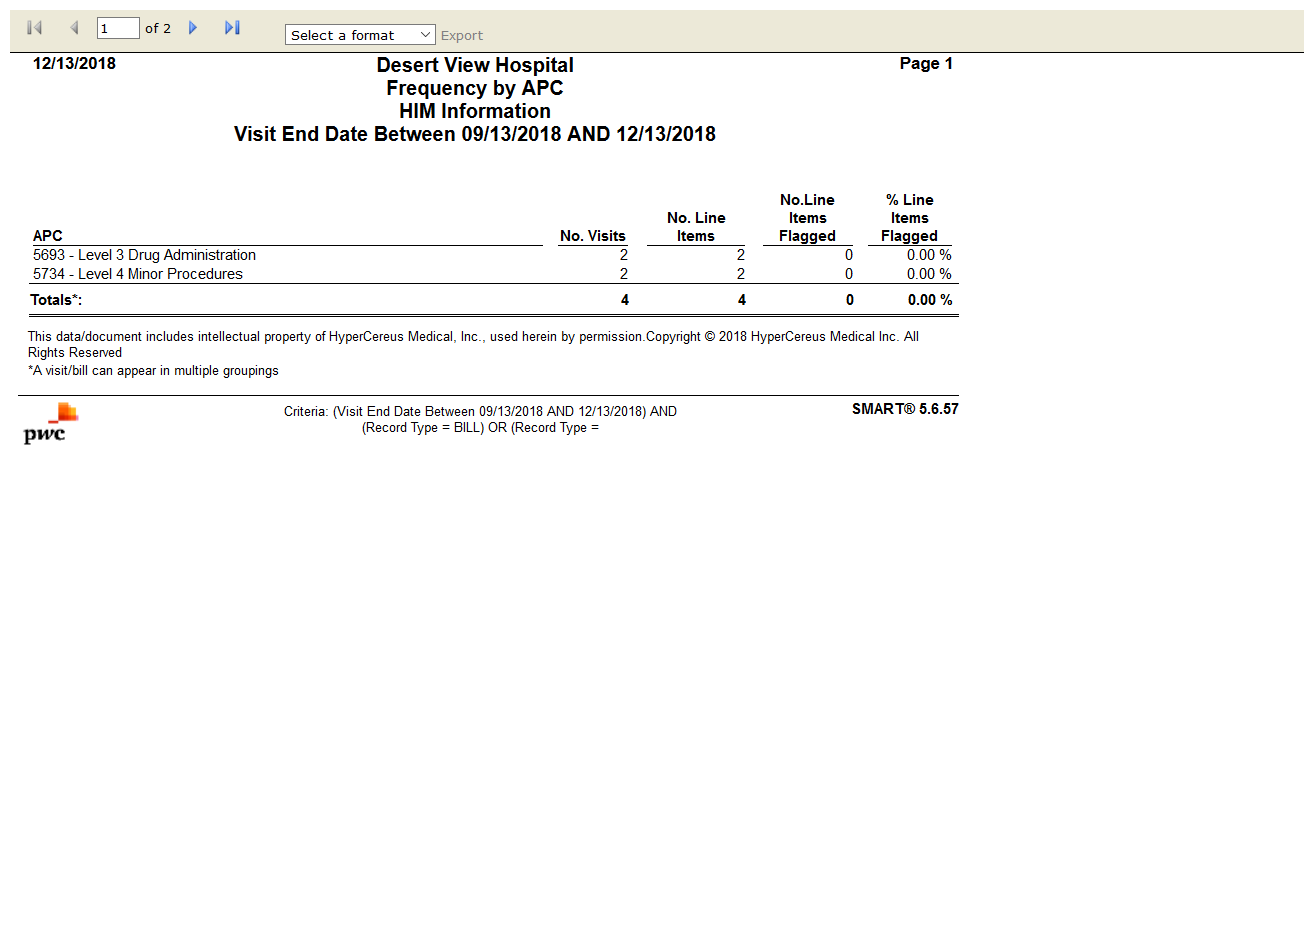 1 of 2 Select a format Export
12/13/2018 Desert View Hospital Page 1
Frequency by APC
HIM Information
Visit End Date Between 09/13/2018 AND 12/13/2018
No.Line % Line
No. Line Items Items
APC No. Visits Items Flagged Flagged
5693 - Level 3 Drug Administration 2 2 0 0.00 %
5734 - Level 4 Minor Procedures 2 2 0 0.00 %
Totals*: 4 4 0 0.00 %
This data/document includes intellectual property of HyperCereus Medical, Inc., used herein by permission.Copyright © 2018 HyperCereus Medical Inc. All
Rights Reserved
*A visit/bill can appear in multiple groupings
pwc Criteria: (Visit End Date Between 09/13/2018 AND 12/13/2018) AND SMART® 5.6.57
(Record Type = BILL) OR (Record Type =